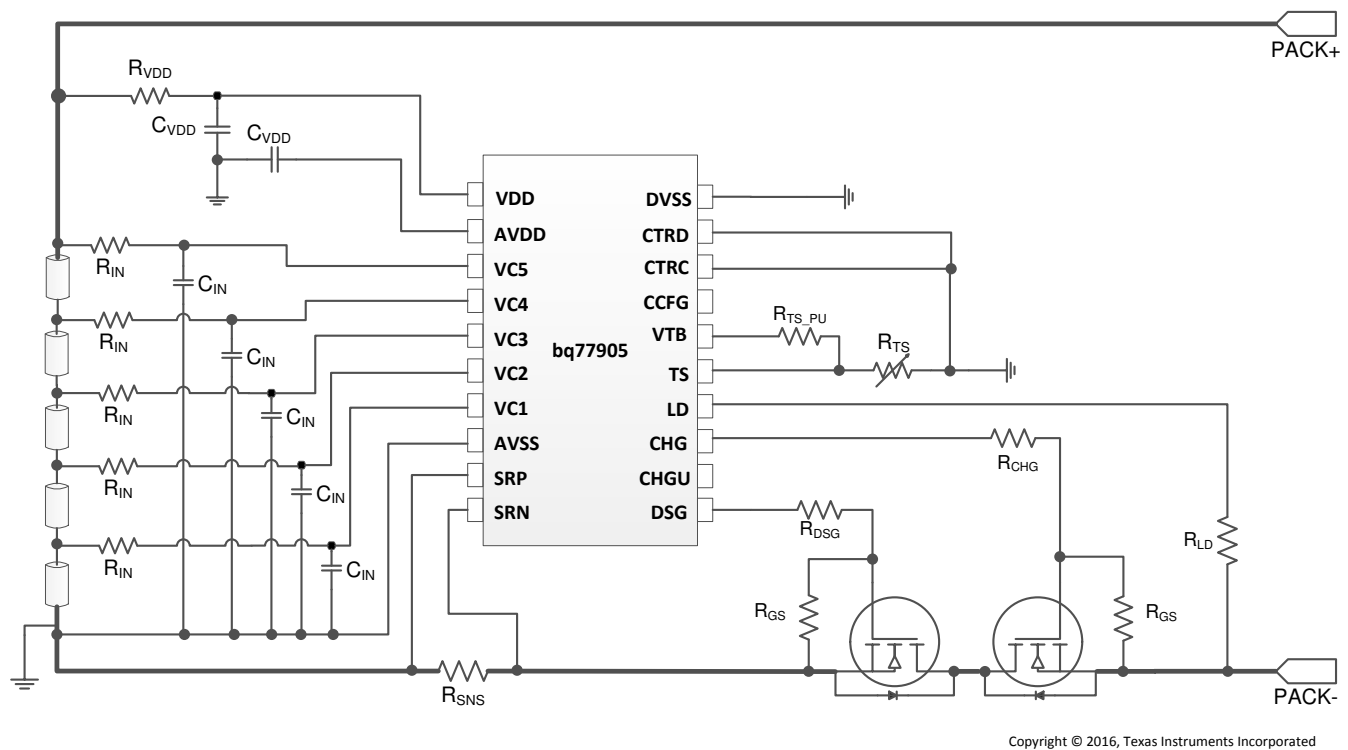 PACK+
RVDD
CVDD
CVDD
VDD
DVSS
AVDD
CTRD
RIN
VC5
CTRC
CIN
VC4
CCFG
RIN
VC3
VTB
RTS_PU
RTS
CIN
bq77905
VC2
TS
RIN
CIN
VC1
LD
AVSS
CHG
RCHG
RIN
CIN
SRP
CHGU
SRN
DSG
RDSG
RLD
RIN
CIN
RGS
RGS
RSNS
PACK-
Copyright © 2016, Texas Instruments Incorporated